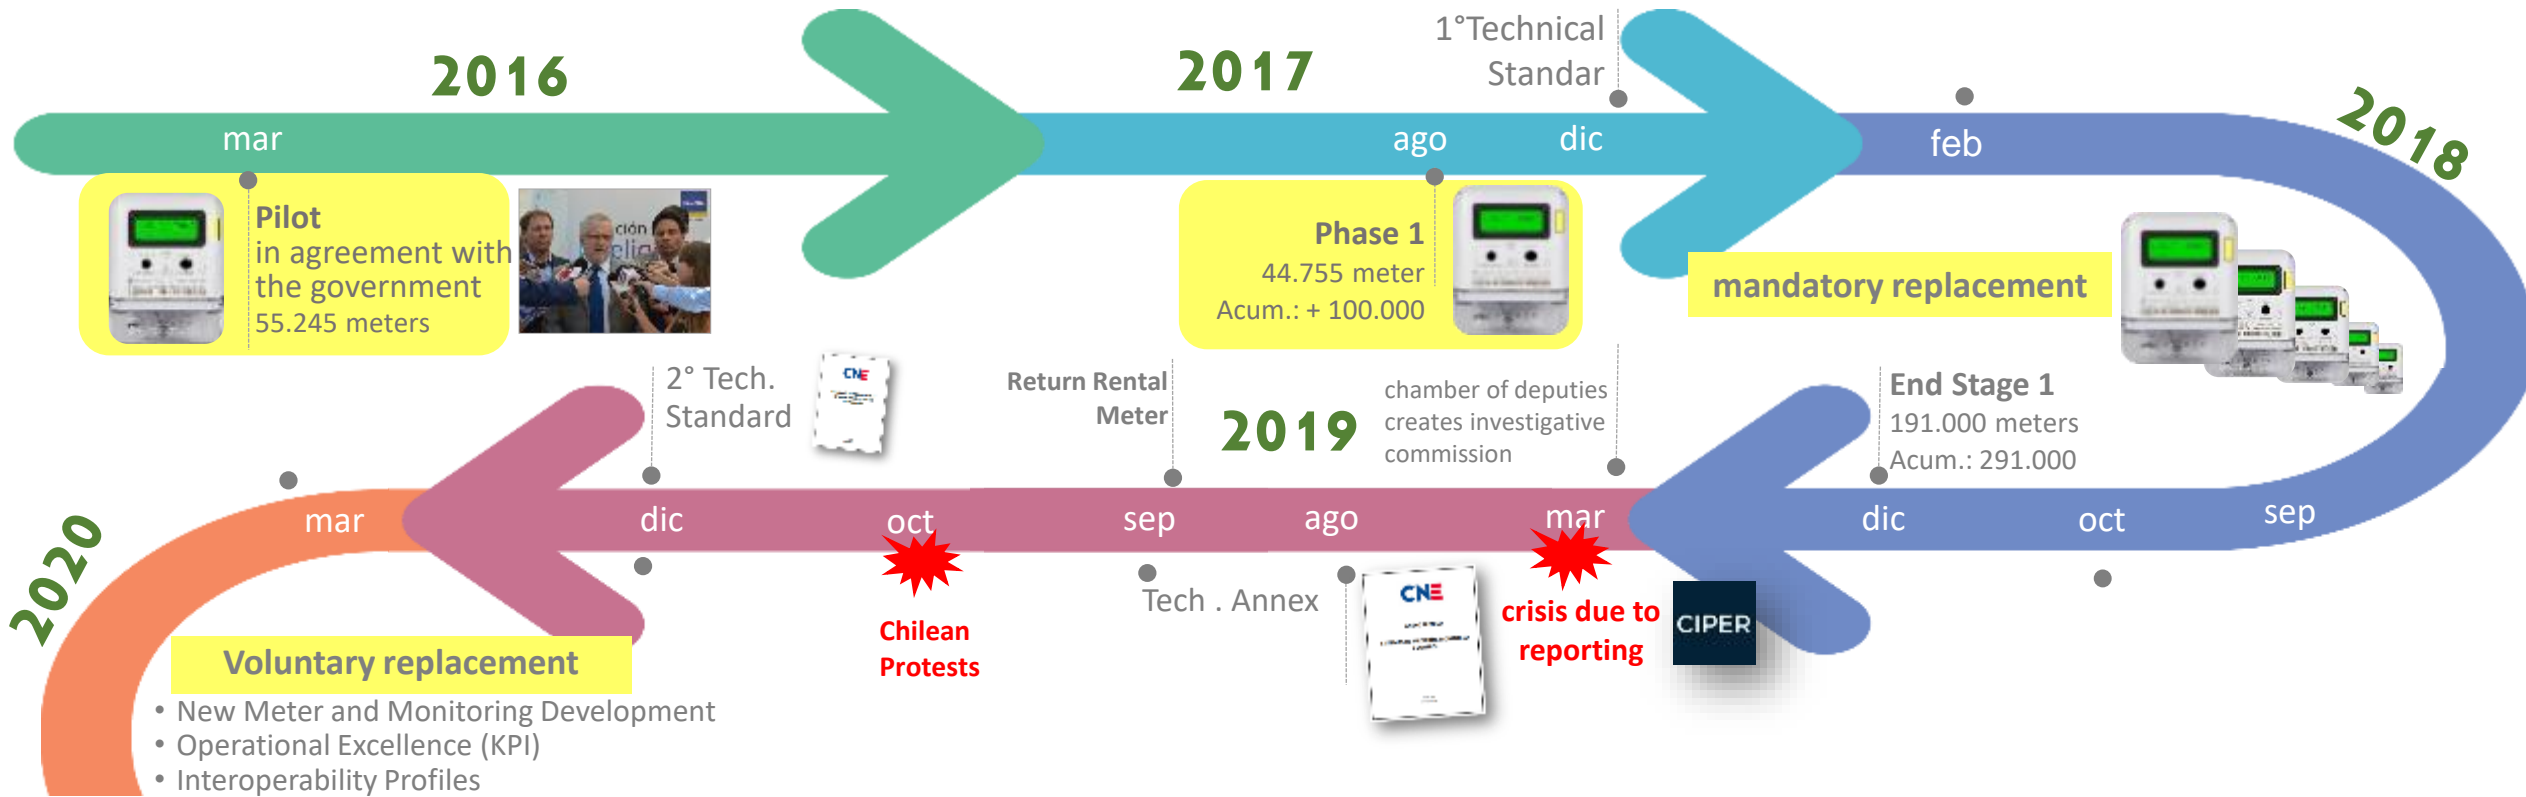 2016
mar
Pilot
in agreement with
the government
55.245 meters
ción
2017
1°Technical
Standar
ago
dic
Phase 1
44.755 meter
Acum.: + 100.000
2018
feb
mandatory replacement
sep
oct
dic
End Stage 1
191.000 meters
Acum.: 291.000
2019
mar
chamber of deputies
creates investigative
commission
crisis due to
reporting
CIPER
ago
Tech . Annex
CNE
sep
Return Rental
Meter
oct
Chilean
Protests
dic
2° Tech.
Standard
CNE
2020
mar
Voluntary replacement
• New Meter and Monitoring Development
• Operational Excellence (KPI)
• Interoperability Profiles